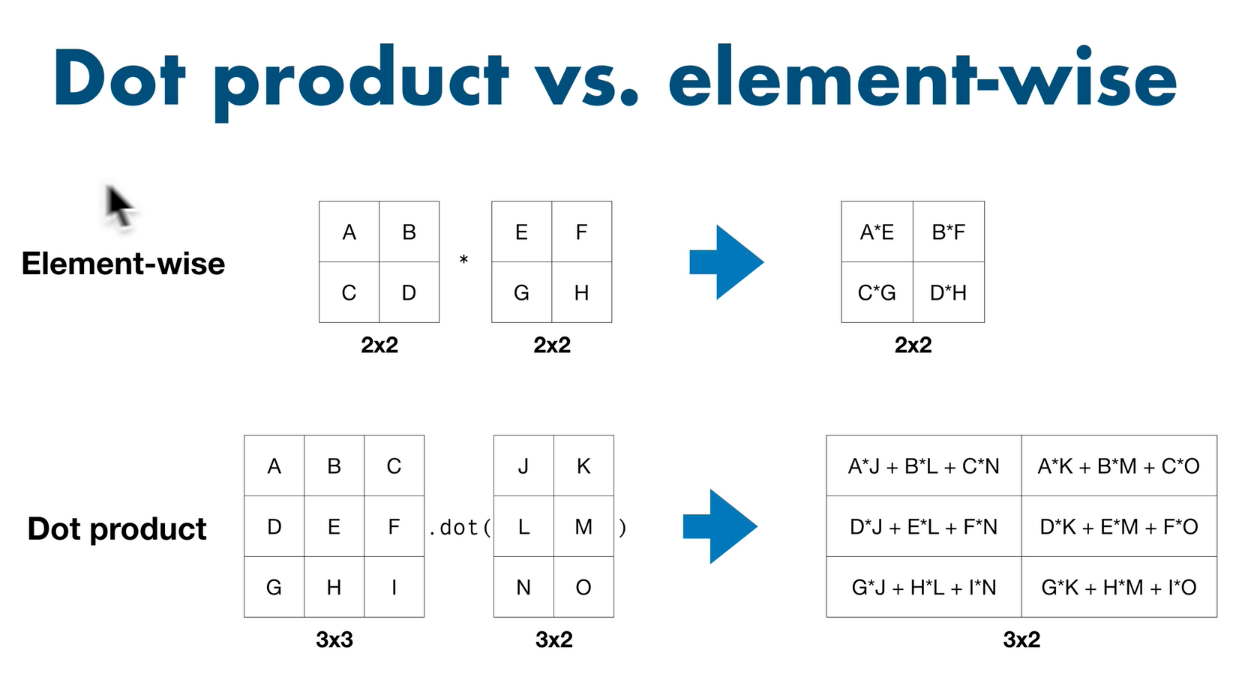 Dot product vs. element-wise
Element-wise
A B
C D
2x2
*
E F
G H
2x2
A*E B*F
C*G D*H
2x2
Dot product
A B C
D E F
G H I
3x3
.dot(
J K
L M
N O
)
3x2
A*J + B*L + C*N A*K + B*M + C*O
D*J + E*L + F*N D*K + E*M + F*O
G*J + H*L + I*N G*K + H*M + I*O
3x2